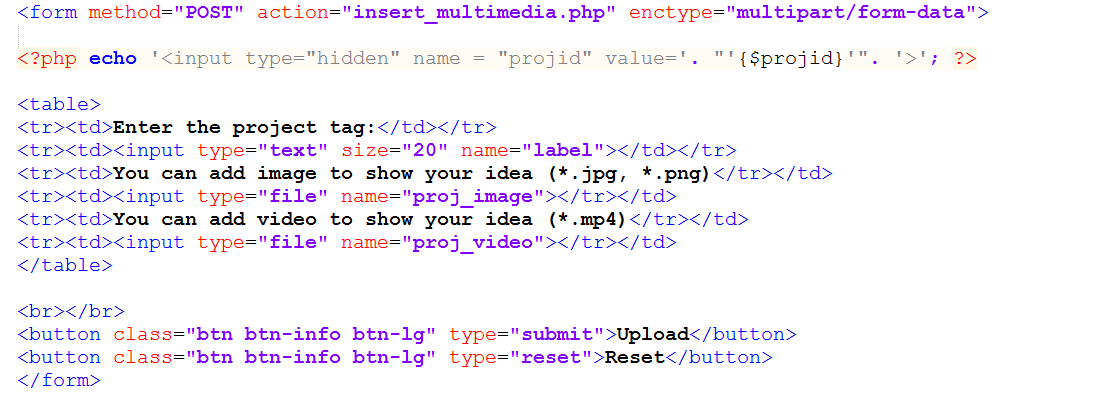 <form method="POST" action="insert_multimedia.php" enctype="multipart/form-data">
<?php echo '<input type="hidden" name = "projid" value='. "'{$projid}'". '>'; ?>
<table>
<tr><td>Enter the project tag:</td></tr>
<tr><td><input type="text" size="20" name="label"></td></tr>
<tr><td>You can add image to show your idea (*.jpg, *.png)</tr></td>
<tr><td><input type="file" name="proj_image"></tr></td>
<tr><td>You can add video to show your idea (*.mp4)</tr></td>
<tr><td><input type="file" name="proj_video"></tr></td>
</table>
<br></br>
<button class="btn btn-info btn-lg" type="submit">Upload</button>
<button class="btn btn-info btn-lg" type="reset">Reset</button>
</form>